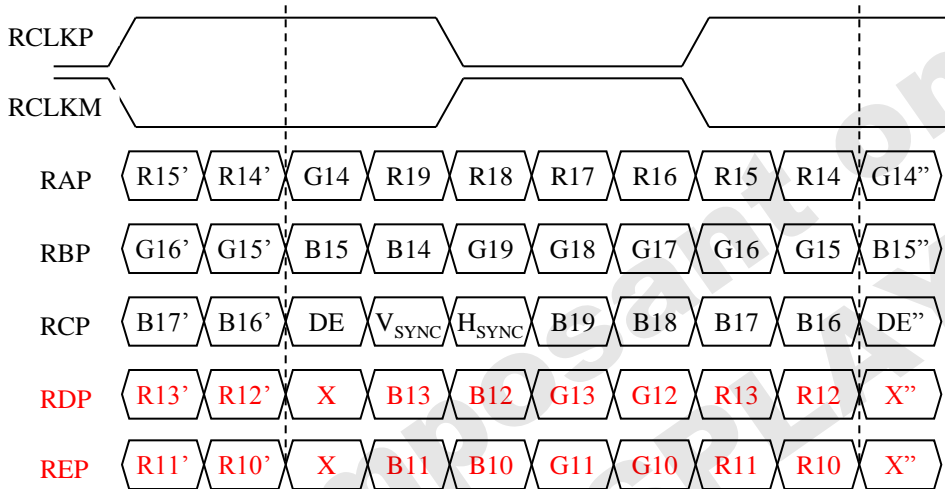 RCLKP
RCLKM
RAP R15’ R14’ G14 R19 R18 R17 R16 R15 R14 G14”
RBP G16’ G15’ B15 B14 G19 G18 G17 G16 G15 B15”
RCP B17’ B16’ DE VSYNC HSYNC B19 B18 B17 B16 DE”
RDP R13’ R12’ X B13 B12 G13 G12 R13 R12 X”
REP R11’ R10’ X B11 B10 G11 G10 R11 R10 X”